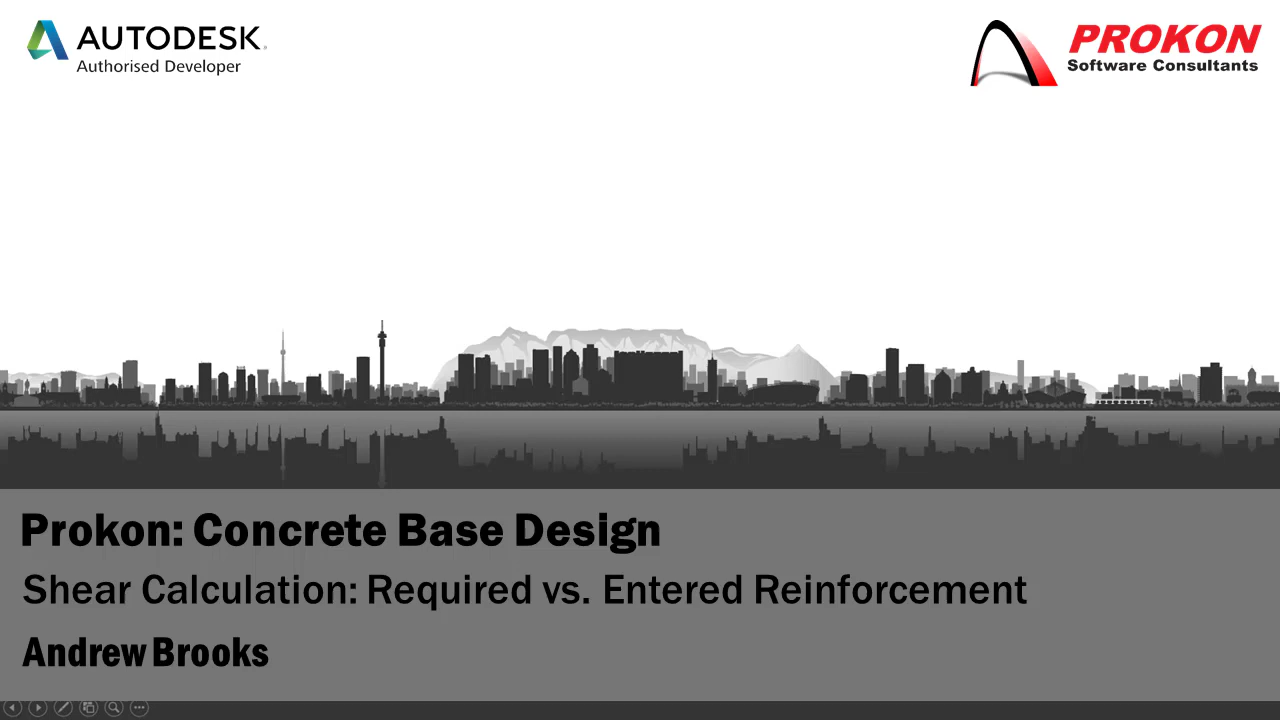 AUTODESK
Authorised Developer
PROKON
Software Consultants
Prokon: Concrete Base Design
Shear Calculation: Required vs. Entered Reinforcement
Andrew Brooks